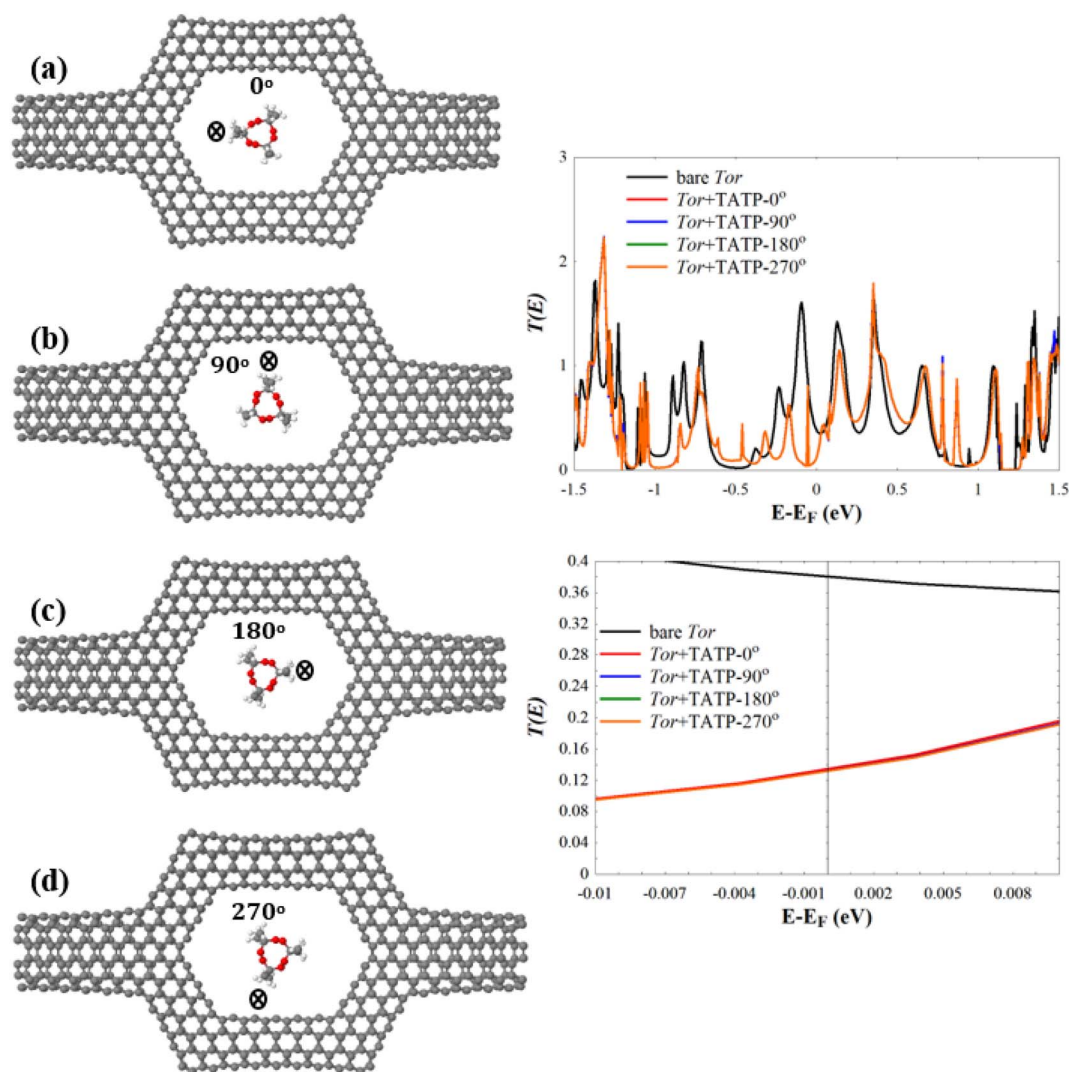 (a)
0°
(b)
90°
(c)
180°
(d)
270°
3
2
1
0
T(E)
bare Tor
Tor+TATP-0°
Tor+TATP-90°
Tor+TATP-180°
Tor+TATP-270°
-1.5 -1 -0.5 0 0.5 1 1.5
E-E_F (eV)
0.4
0.36
0.32
0.28
0.24
0.2
0.16
0.12
0.08
0.04
0
T(E)
bare Tor
Tor+TATP-0°
Tor+TATP-90°
Tor+TATP-180°
Tor+TATP-270°
-0.01 -0.007 -0.004 -0.001 0.002 0.005 0.008
E-E_F (eV)